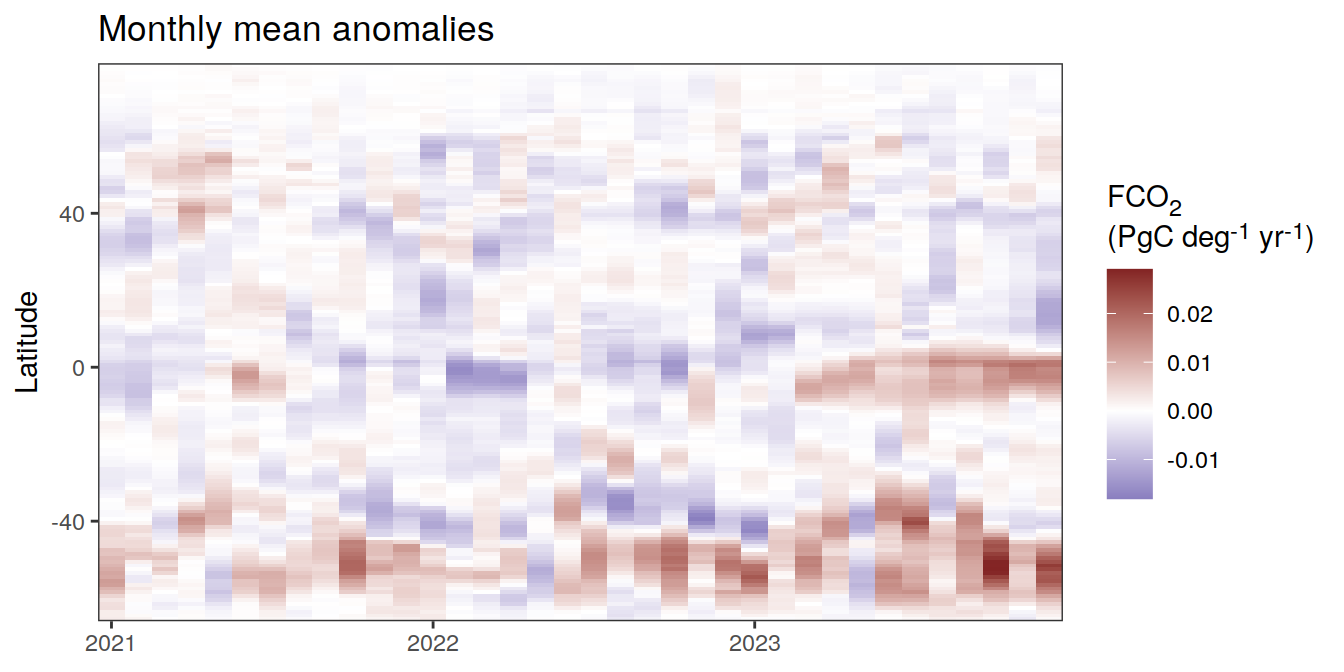 Monthly mean anomalies
Latitude
40
0
-40
2021
2022
2023
FCO₂
(PgC deg⁻¹ yr⁻¹)
0.02
0.01
0.00
-0.01